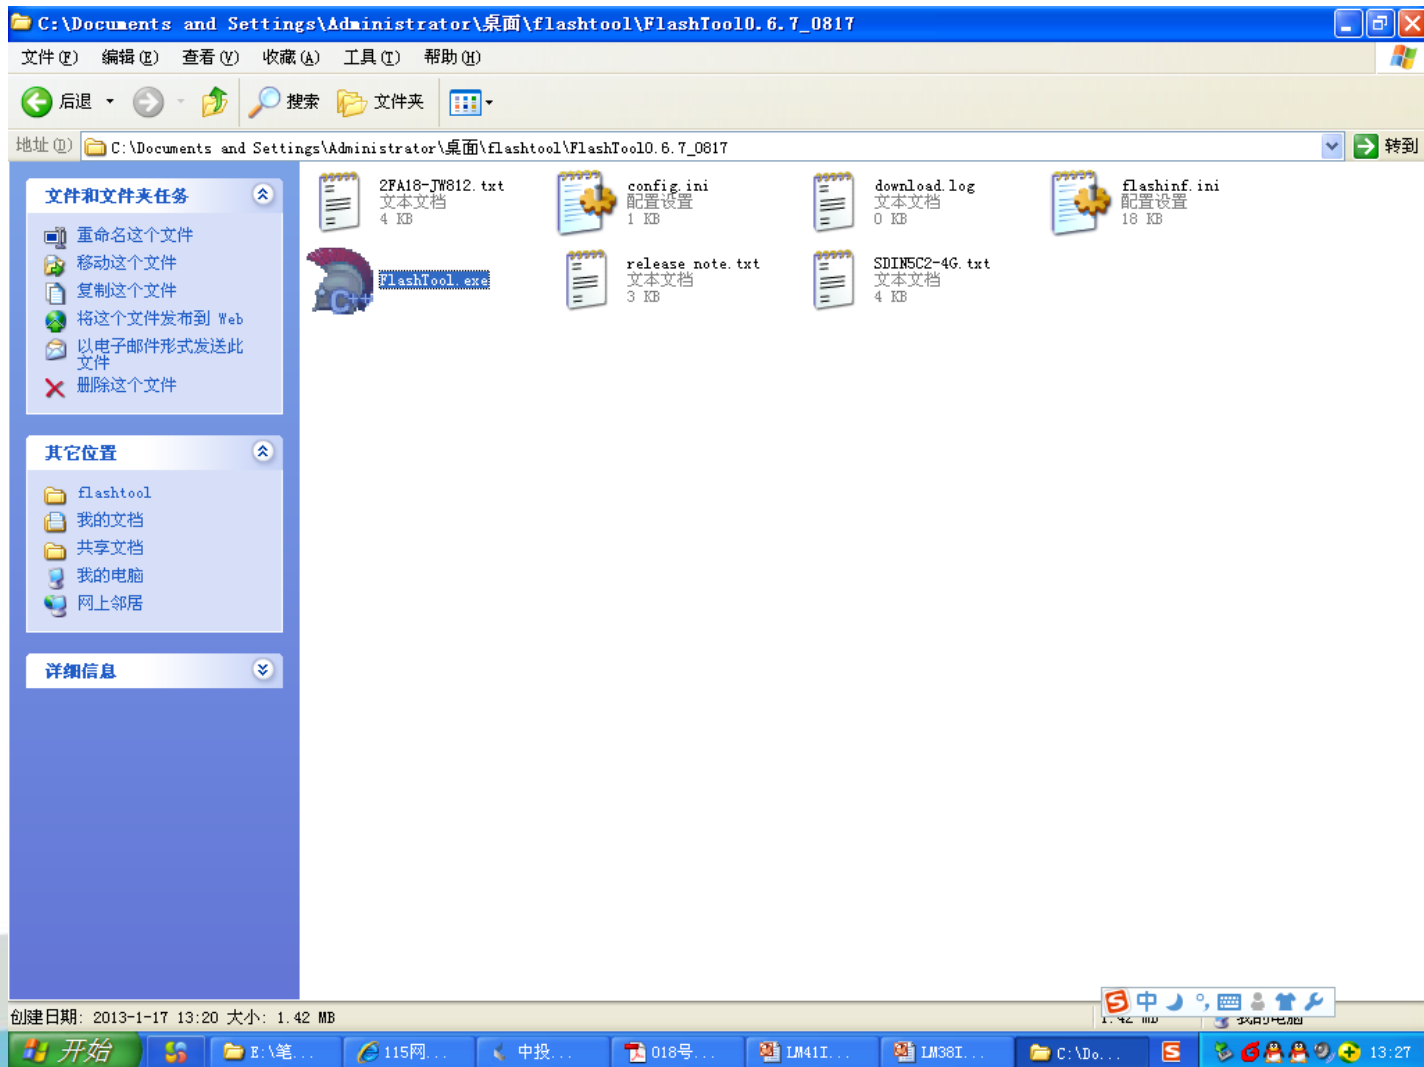 C:\Documents and Settings\Administrator\桌面\flashtool\FlashTool0.6.7_0817
文件(F) 编辑(E) 查看(V) 收藏(A) 工具(T) 帮助(H)
后退 搜索 文件夹
地址(D) C:\Documents and Settings\Administrator\桌面\flashtool\FlashTool0.6.7_0817 转到
文件和文件夹任务
重命名这个文件
移动这个文件
复制这个文件
将这个文件发布到 Web
以电子邮件形式发送此
文件
删除这个文件
其它位置
flashtool
我的文档
共享文档
我的电脑
网上邻居
详细信息
2FA18-JW812.txt
文本文档
4 KB
config.ini
配置设置
1 KB
download.log
文本文档
0 KB
flashinf.ini
配置设置
18 KB
C++
FlashTool.exe
release note.txt
文本文档
3 KB
SDIN5C2-4G.txt
文本文档
4 KB
中
创建日期: 2013-1-17 13:20 大小: 1.42 MB
1.42 MB 我的电脑
开始 E:\笔... 115网... 中投... 018号... LM41I... LM38I... C:\Do... 13:27